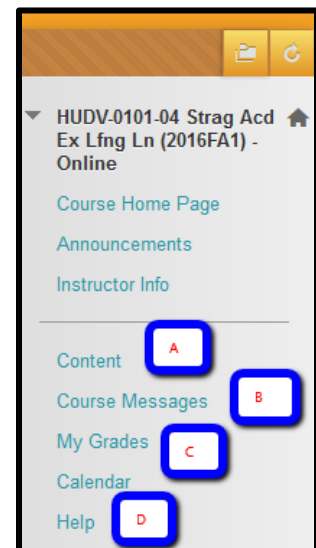 HUDV-0101-04 Strag Acd
Ex Lfng Ln (2016FA1) -
Online
Course Home Page
Announcements
Instructor Info
Content
A
Course Messages
B
My Grades
C
Calendar
Help
D